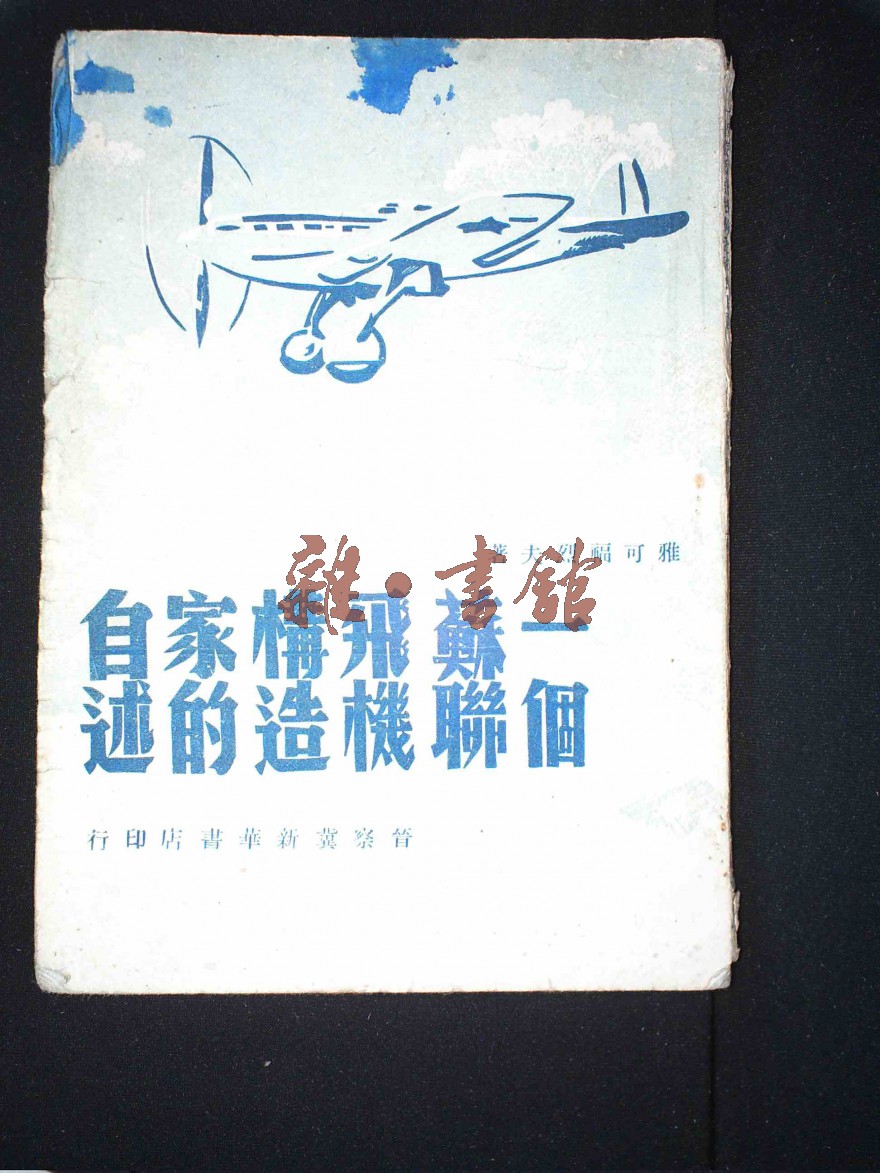 雅可福烈夫著
雜·書館
一個
蘇聯
飛機
構造
家的
自述
晉察冀新華書店印行